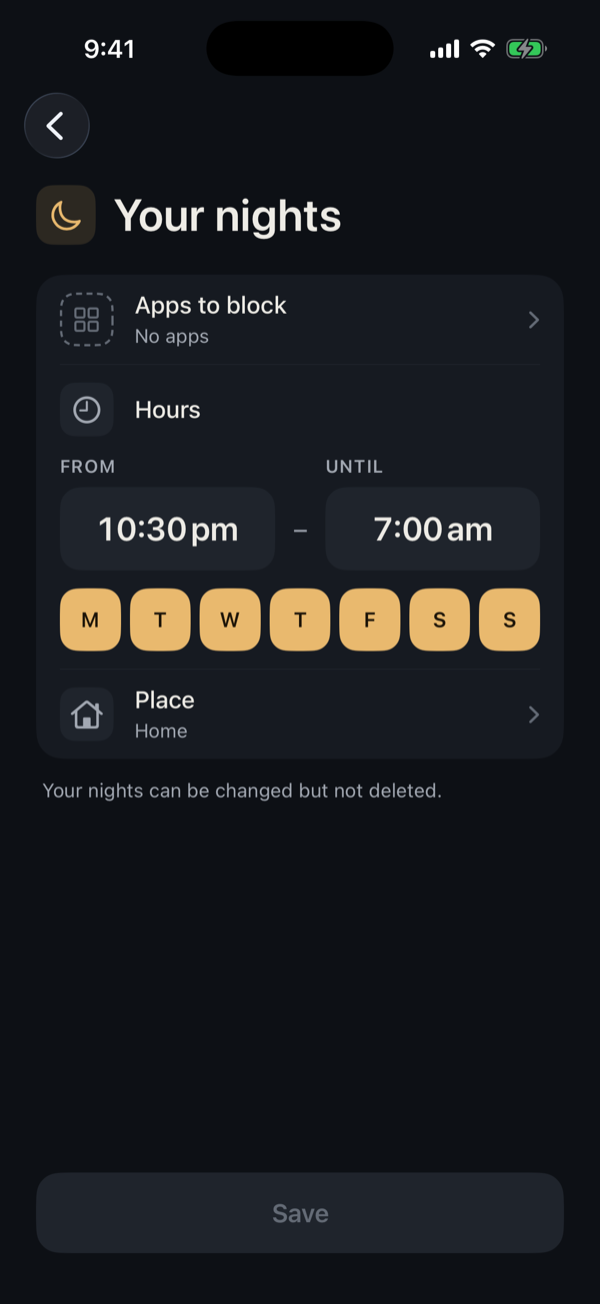 9:41
Your nights
Apps to block
No apps
Hours
FROM UNTIL
10:30 pm – 7:00 am
M T W T F S S
Place
Home
Your nights can be changed but not deleted.
Save